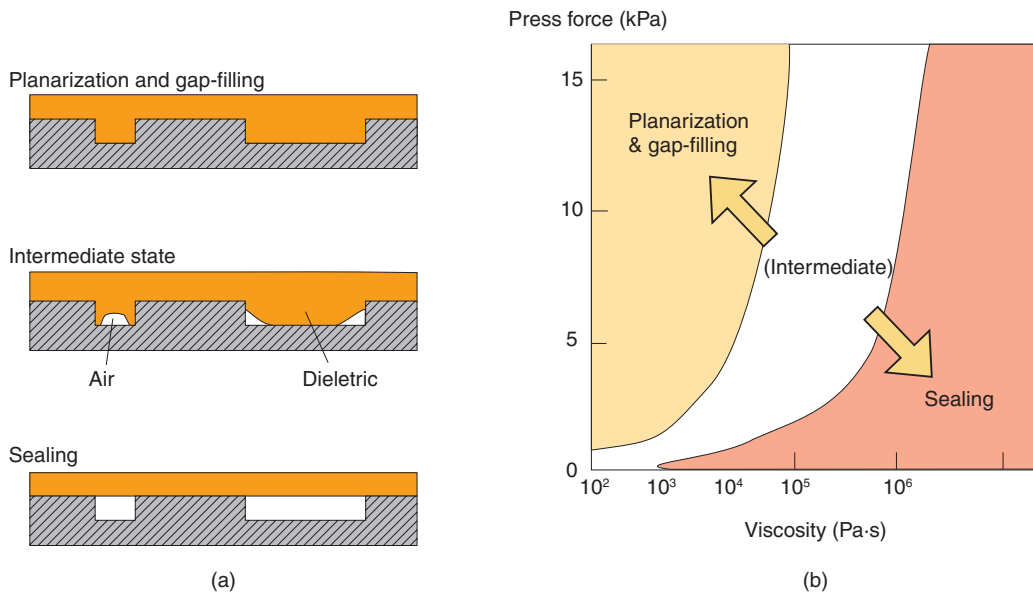 Planarization and gap-filling
Intermediate state
Air
Dieletric
Sealing
(a)
Press force (kPa)
15
10
5
0
Planarization
& gap-filling
(Intermediate)
Sealing
10² 10³ 10⁴ 10⁵ 10⁶
Viscosity (Pa·s)
(b)